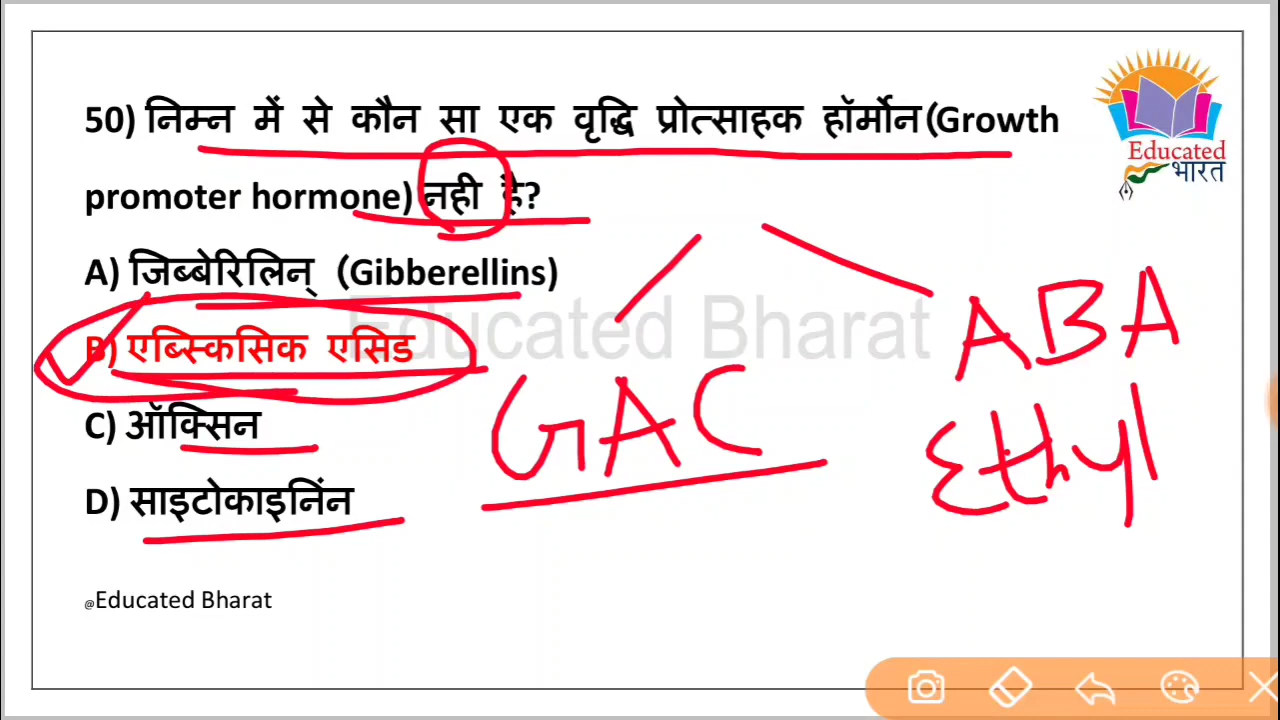 50) निम्न में से कौन सा एक वृद्धि प्रोत्साहक हॉर्मोन(Growth
promoter hormone) नही है?
A) जिब्बेरिलिन् (Gibberellins)
B) एब्स्किसिक एसिड
C) ऑक्सिन
D) साइटोकाइनिंन
@Educated Bharat
Educated
भारत
Educated Bharat
GAC
ABA
Ethyl